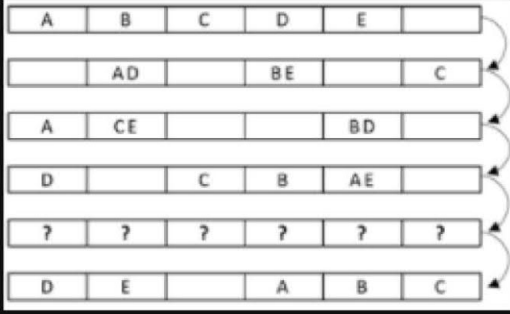 A B C D E
AD BE C
A CE BD
D C B AE
? ? ? ? ? ?
D E A B C